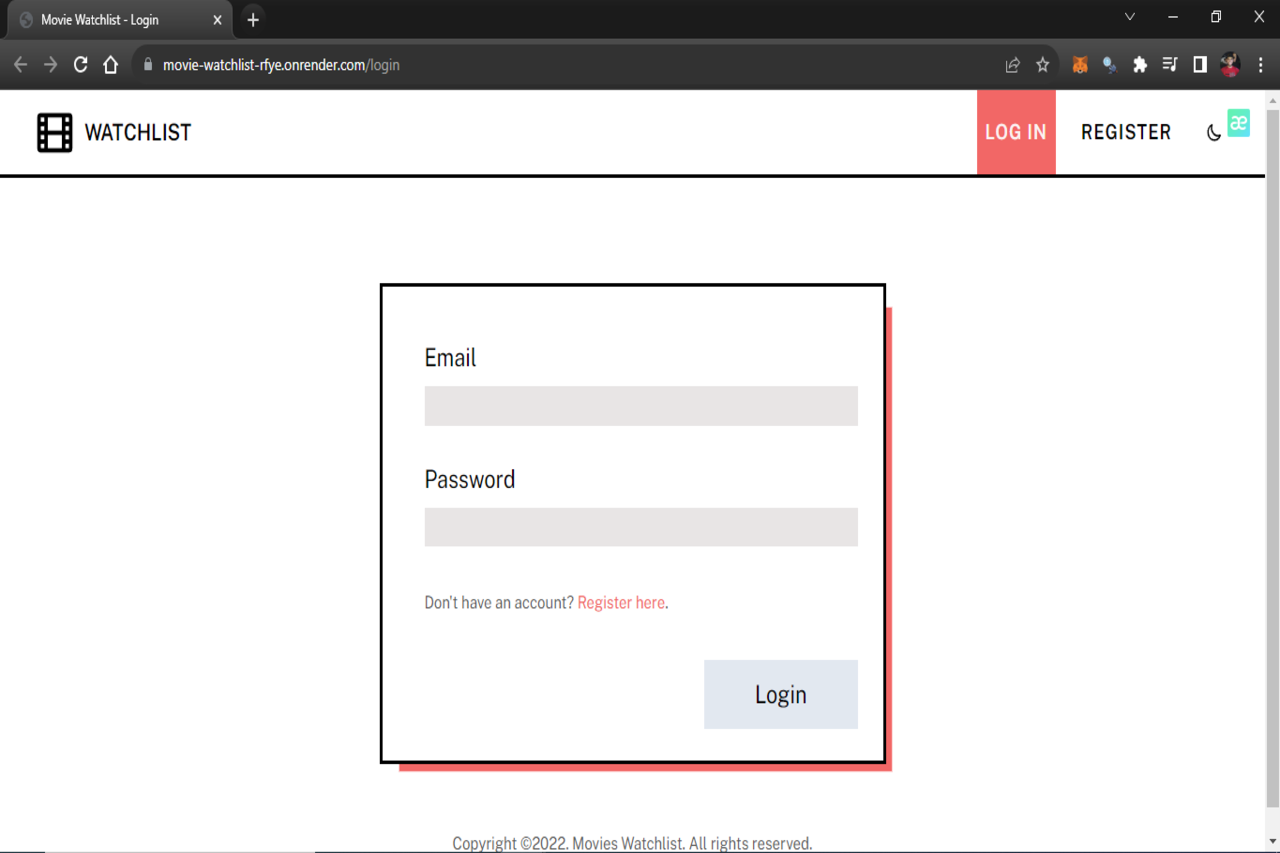 Movie Watchlist - Login
movie-watchlist-rfye.onrender.com/login
WATCHLIST
LOG IN
REGISTER
æ
Email
Password
Don't have an account? Register here.
Login
Copyright ©2022. Movies Watchlist. All rights reserved.